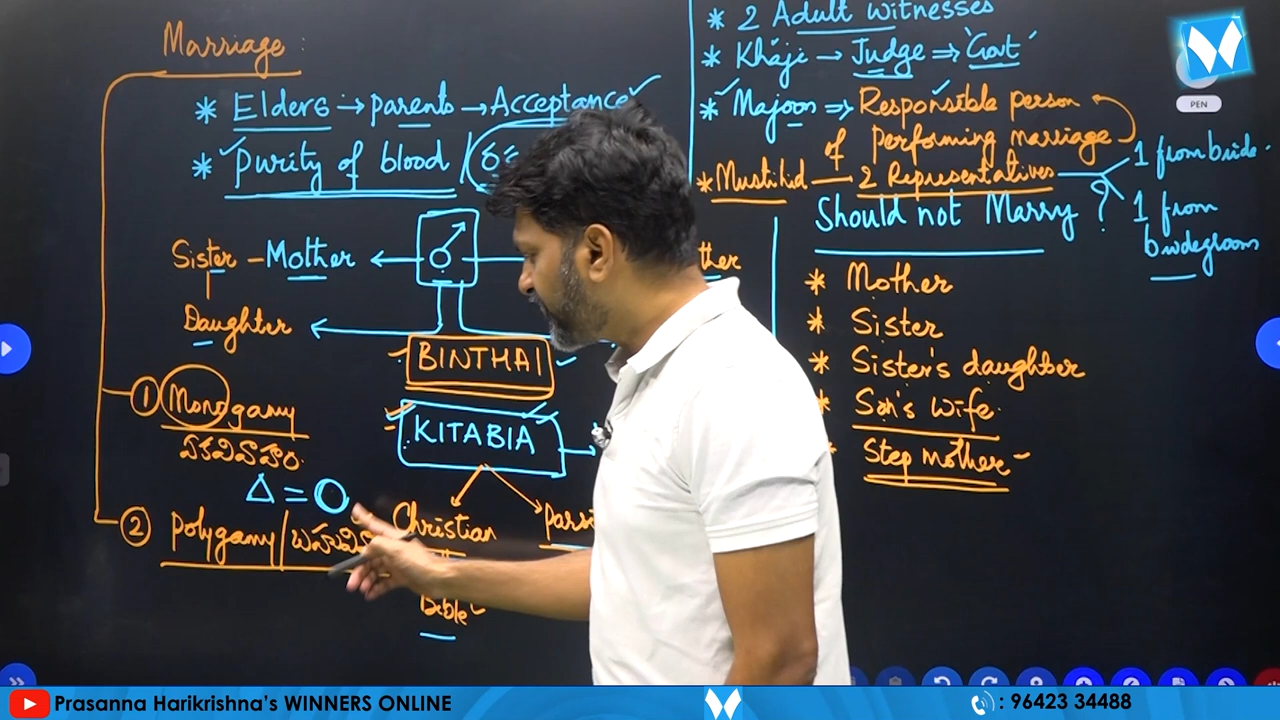 Marriage :
* Elders → parents → Acceptance
* Purity of blood /(
Sister - Mother
Daughter
BINTHAI
① Monogamy
ఏకవివాహం.
KITABIA
Δ = O
Christian
② Polygamy /
Bible
* 2 Adult witnesses
* Khaji → Judge ⇒ 'Govt'
* Majoon ⇒ Responsible person
of Performing marriage
* Mustihid — 2 Representatives
1 from bride.
1 from
bridegroom
Should not Marry ?
* Mother
* Sister
* Sister's daughter
* Son's wife.
Step mother -
PEN
Prasanna Harikrishna's WINNERS ONLINE
: 96423 34488